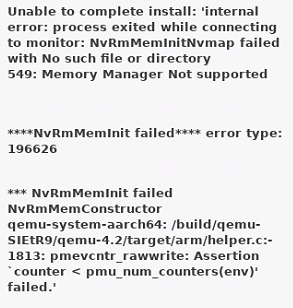 Unable to complete install: 'internal
error: process exited while connecting
to monitor: NvRmMemInitNvmap failed
with No such file or directory
549: Memory Manager Not supported
****NvRmMemInit failed**** error type:
196626
*** NvRmMemInit failed
NvRmMemConstructor
qemu-system-aarch64: /build/qemu-
SIEtR9/qemu-4.2/target/arm/helper.c:-
1813: pmevcntr_rawwrite: Assertion
`counter < pmu_num_counters(env)'
failed.'